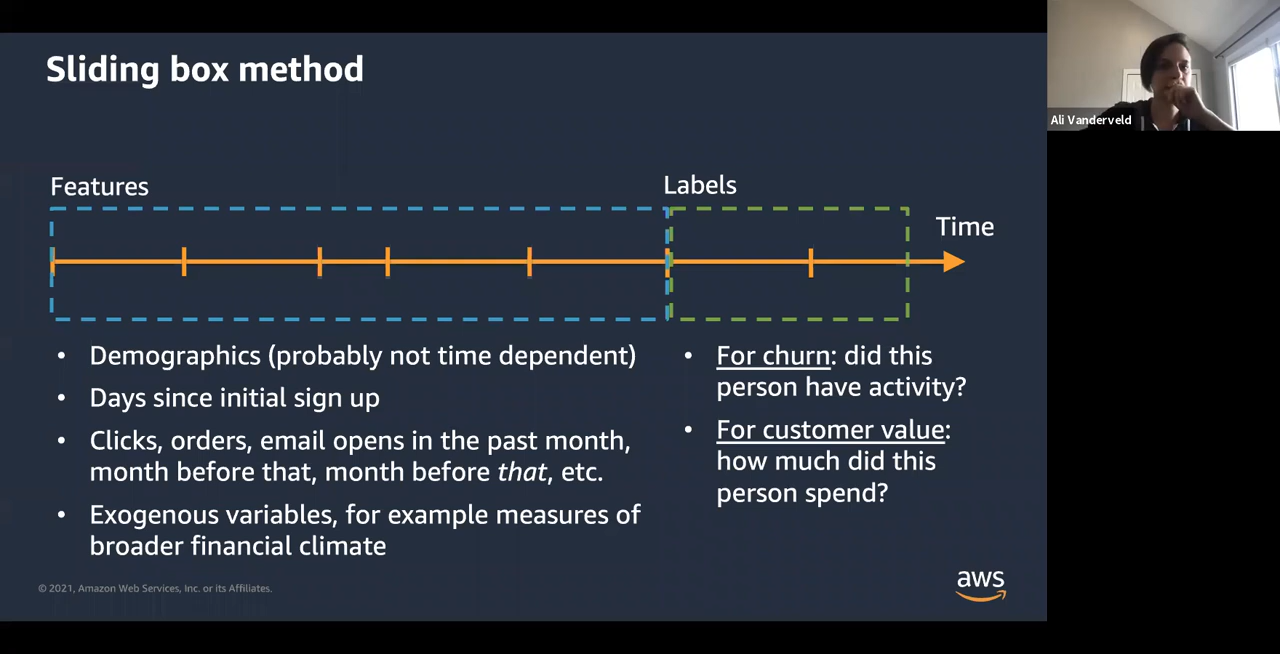 Sliding box method
Ali Vanderveld
Features
Labels
Time
• Demographics (probably not time dependent)
• Days since initial sign up
• Clicks, orders, email opens in the past month,
month before that, month before that, etc.
• Exogenous variables, for example measures of
broader financial climate
• For churn: did this
person have activity?
• For customer value:
how much did this
person spend?
© 2021, Amazon Web Services, Inc. or its Affiliates.
aws